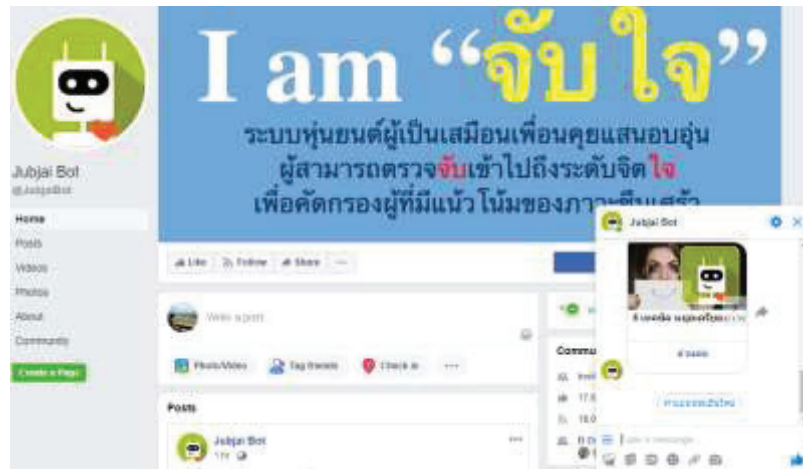 I am “จับใจ”
ระบบหุ่นยนต์ผู้เป็นเสมือนเพื่อนคุยแสนอบอุ่น
ผู้สามารถตรวจจับเข้าไปถึงระดับจิตใจ
เพื่อคัดกรองผู้ที่มีแนวโน้มของภาวะซึมเศร้า
Jubjai Bot
@JubjaiBot
Home
Posts
Videos
Photos
About
Community
Create a Page
Like
Follow
Share
Write a post
Photo/Video
Tag friends
Check in
Posts
Jubjai Bot
Commu
Jubjai Bot
Type a message